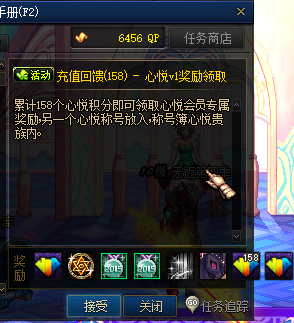 手册(F2)
6456 QP
任务商店
活动 充值回馈(158) - 心悦v1奖励领取
累计158个心悦积分即可领取心悦会员专属
奖励,另一个心悦称号放入,称号簿心悦贵
族内。
奖励
2019
2019
158
接受
关闭
GO 任务追踪